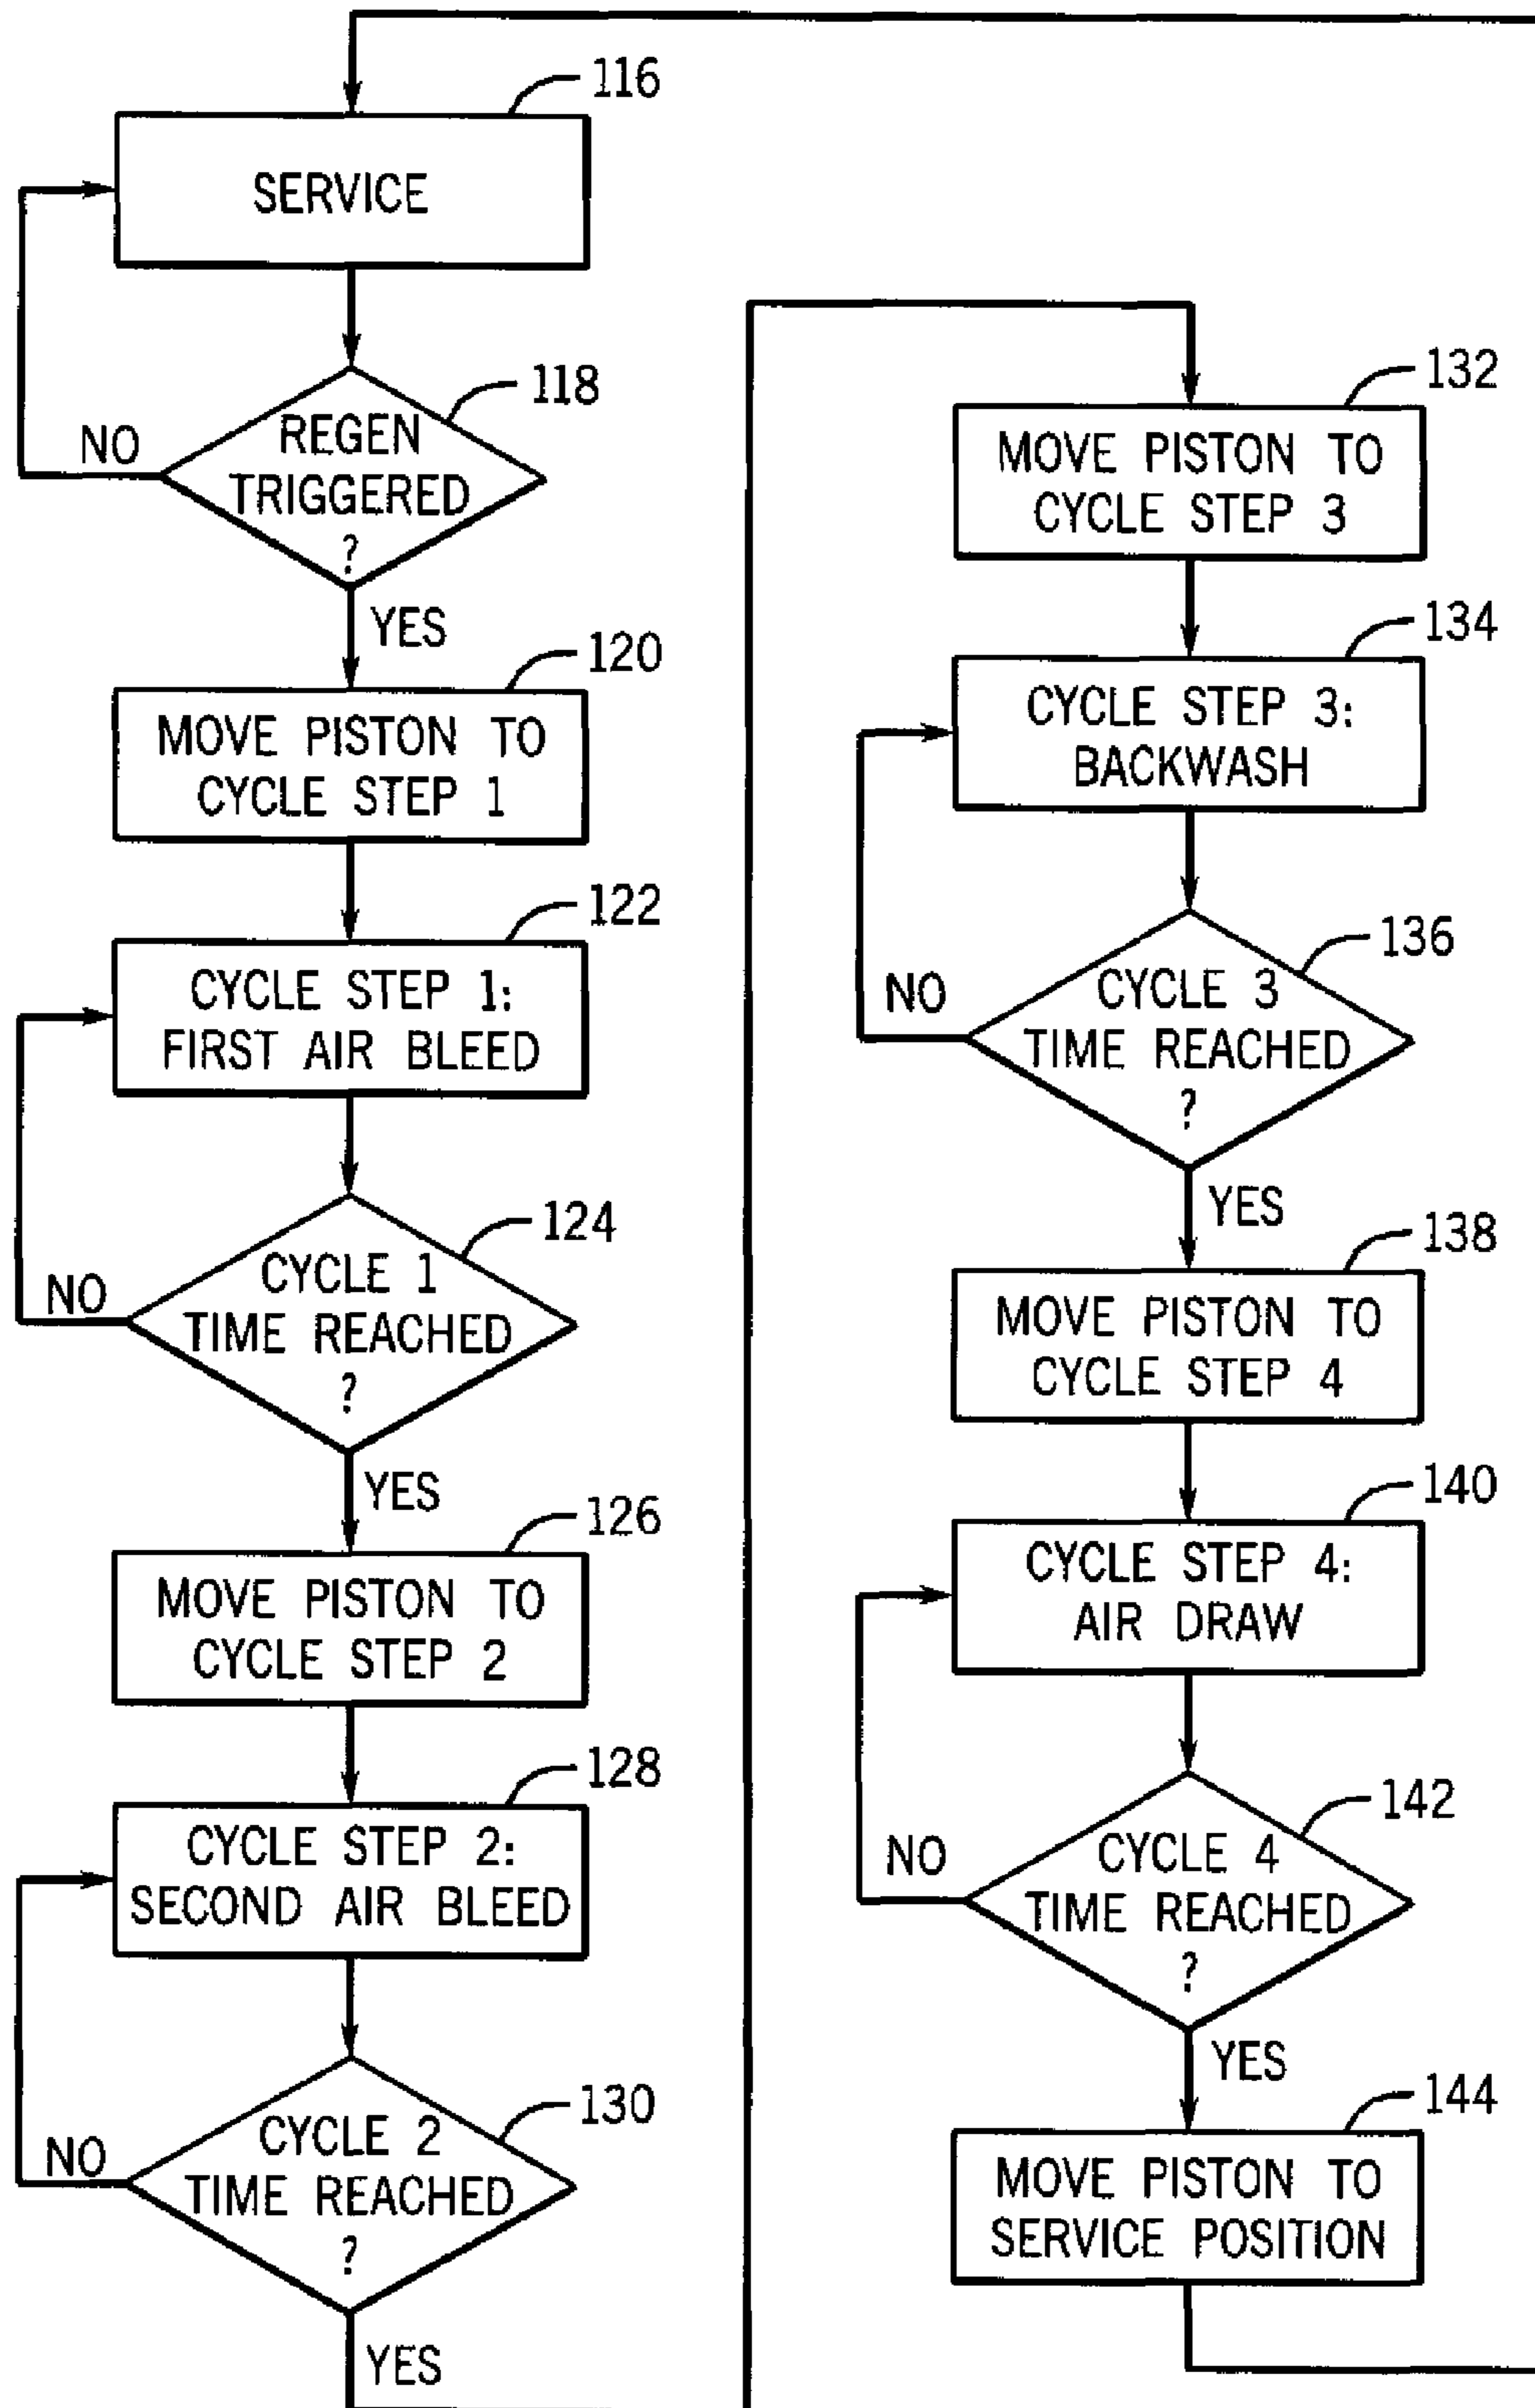 116
SERVICE
118
REGEN
TRIGGERED
?
NO
YES
120
MOVE PISTON TO
CYCLE STEP 1
122
CYCLE STEP 1:
FIRST AIR BLEED
124
CYCLE 1
TIME REACHED
?
NO
YES
126
MOVE PISTON TO
CYCLE STEP 2
128
CYCLE STEP 2:
SECOND AIR BLEED
130
CYCLE 2
TIME REACHED
?
NO
YES
132
MOVE PISTON TO
CYCLE STEP 3
134
CYCLE STEP 3:
BACKWASH
136
CYCLE 3
TIME REACHED
?
NO
YES
138
MOVE PISTON TO
CYCLE STEP 4
140
CYCLE STEP 4:
AIR DRAW
142
CYCLE 4
TIME REACHED
?
NO
YES
144
MOVE PISTON TO
SERVICE POSITION